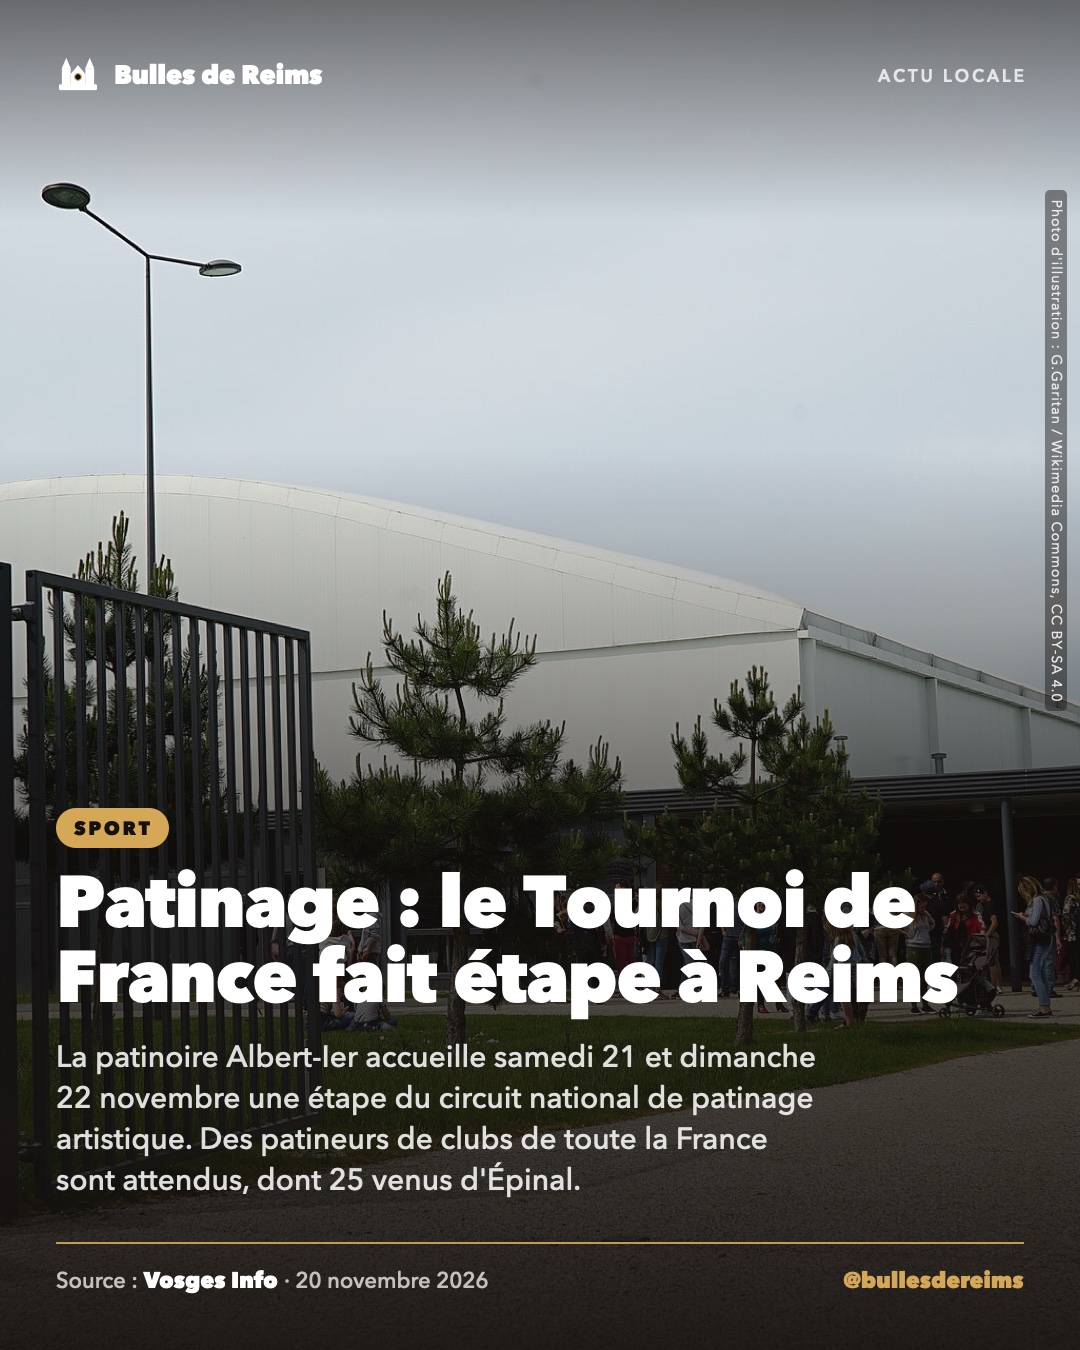 Bulles de Reims
ACTU LOCALE
Photo d'illustration : G.Garitan / Wikimedia Commons, CC BY-SA 4.0
SPORT
Patinage : le Tournoi de
France fait étape à Reims
La patinoire Albert-Ier accueille samedi 21 et dimanche
22 novembre une étape du circuit national de patinage
artistique. Des patineurs de clubs de toute la France
sont attendus, dont 25 venus d'Épinal.
Source : Vosges Info · 20 novembre 2026
@bullesdereims